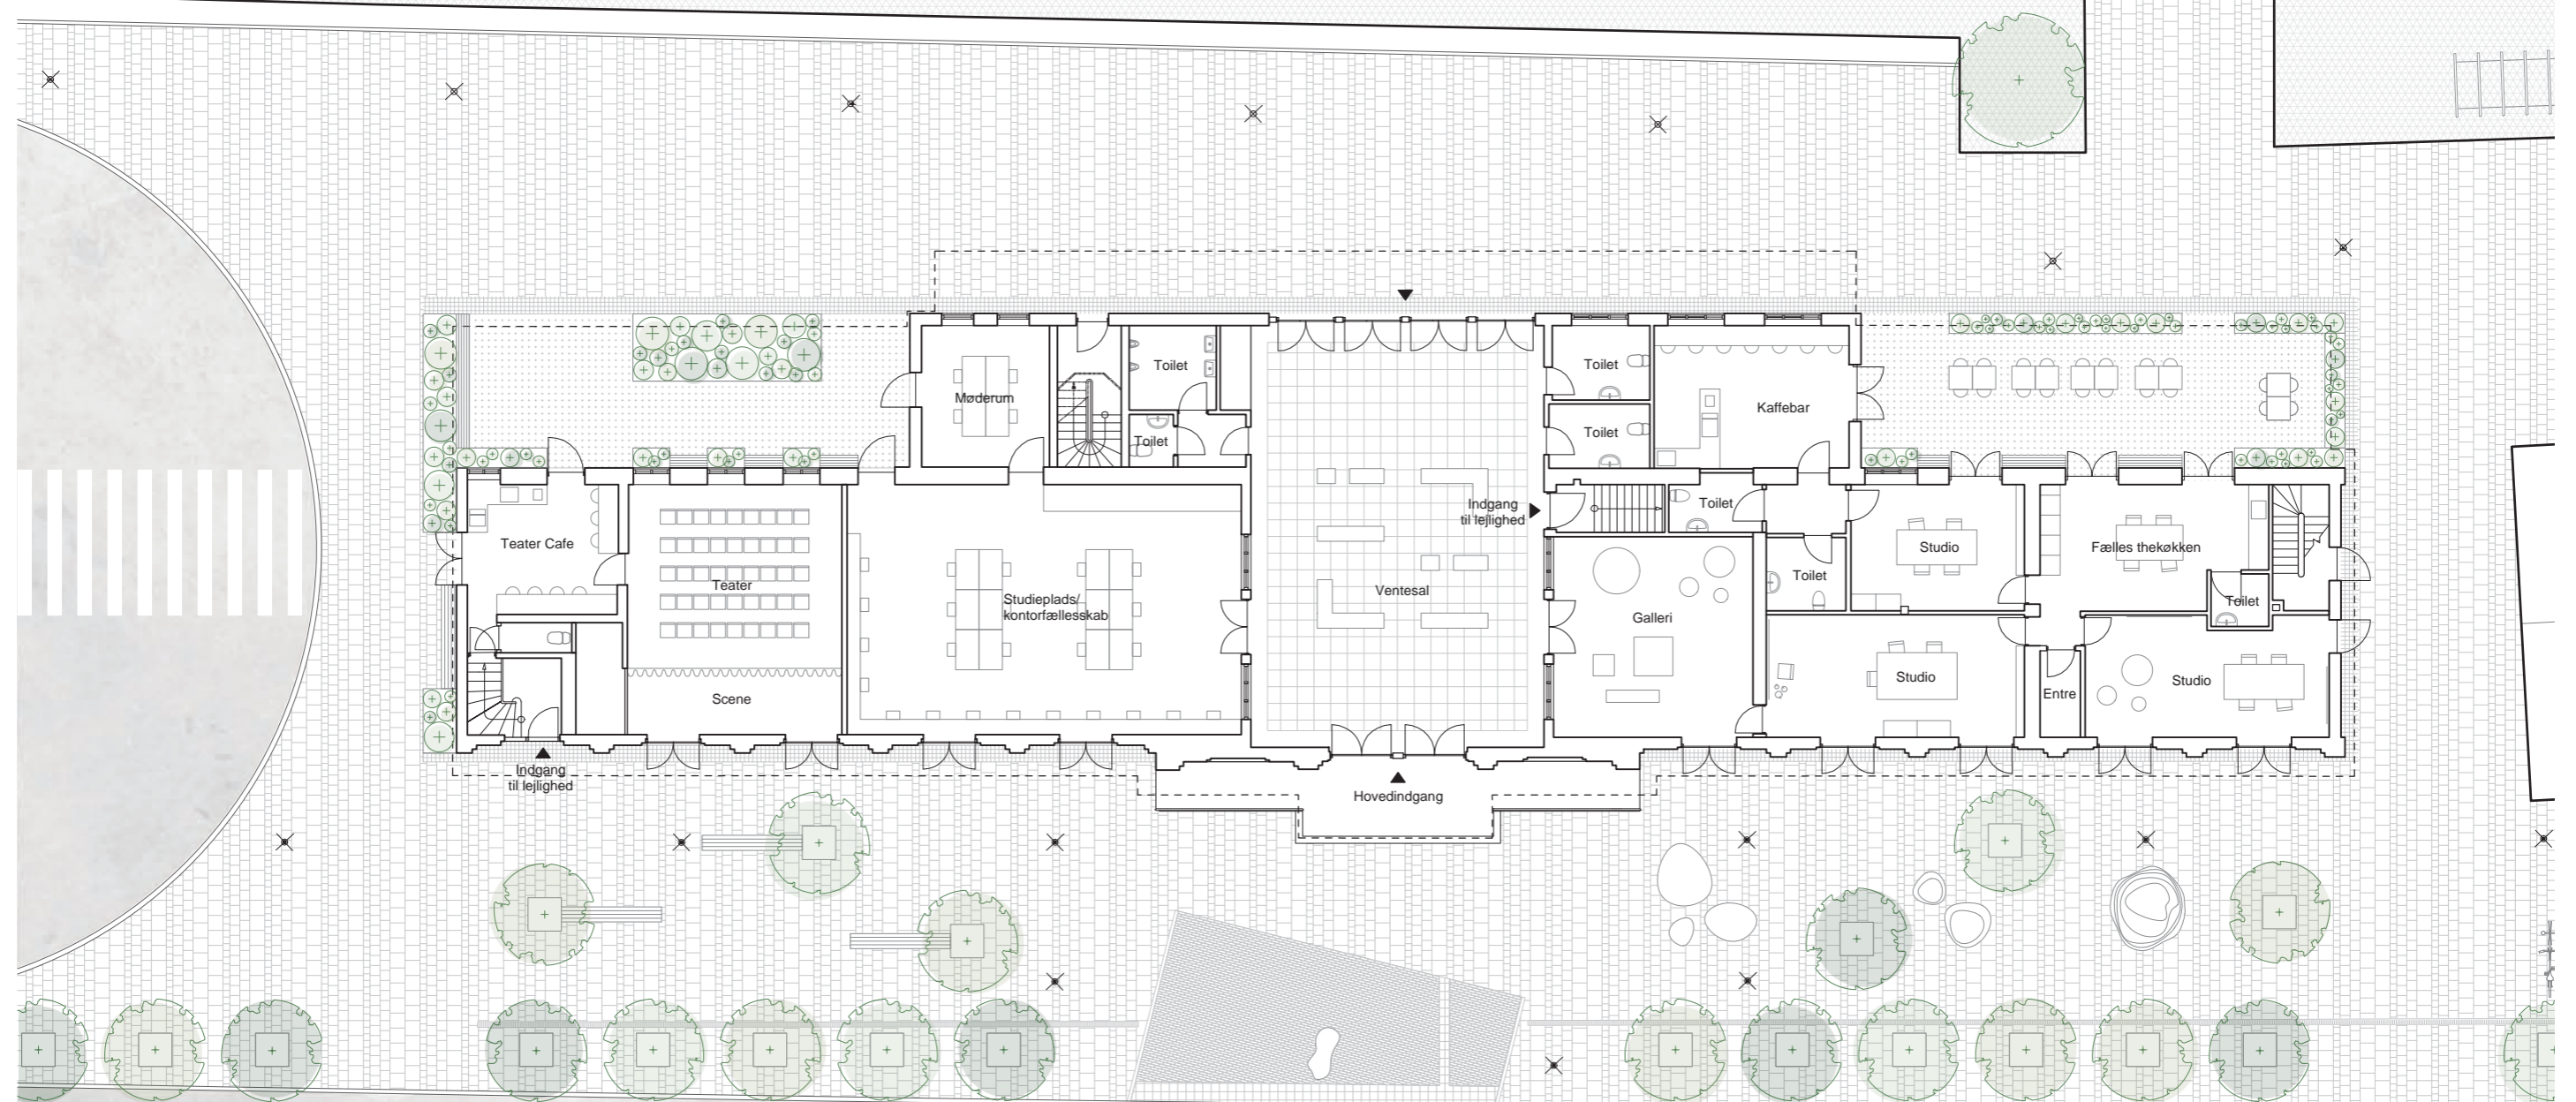 Toilet
Toilet
Møderum
Kaffebar
Toilet
Toilet
Indgang
til lejlighed
Toilet
Teater Cafe
Studio
Fælles thekøkken
Toilet
Teater
Ventesal
Studieplads/
kontorfællesskab
Toilet
Galleri
Studio
Studio
Entre
Scene
Indgang
til lejlighed
Hovedindgang